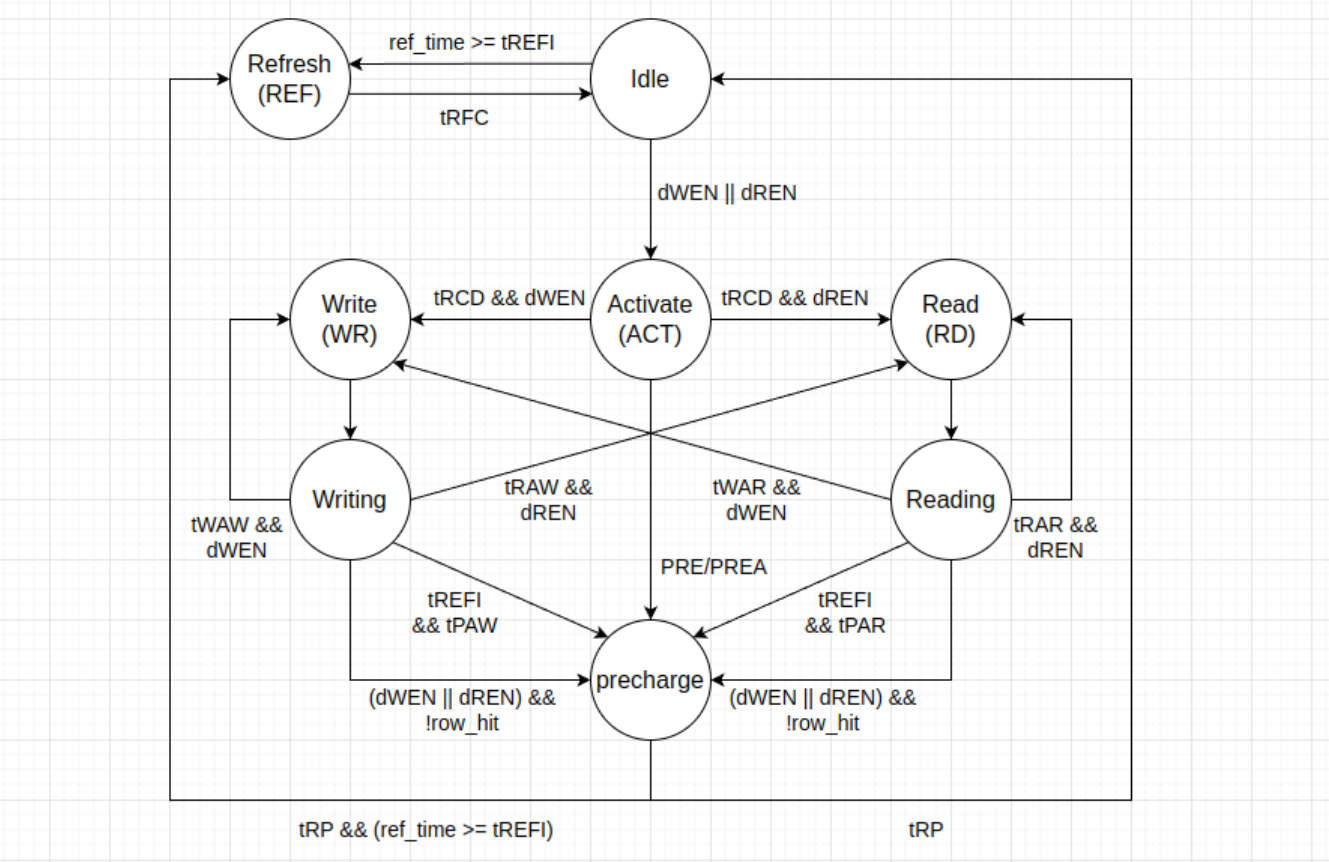 ref_time >= tREFI
Refresh
(REF)
Idle
tRFC
dWEN || dREN
Write
(WR)
tRCD && dWEN
Activate
(ACT)
tRCD && dREN
Read
(RD)
Writing
tRAW &&
dREN
tWAR &&
dWEN
Reading
tWAW &&
dWEN
tRAR &&
dREN
PRE/PREA
tREFI
&& tPAW
tREFI
&& tPAR
precharge
(dWEN || dREN) &&
!row_hit
(dWEN || dREN) &&
!row_hit
tRP && (ref_time >= tREFI)
tRP